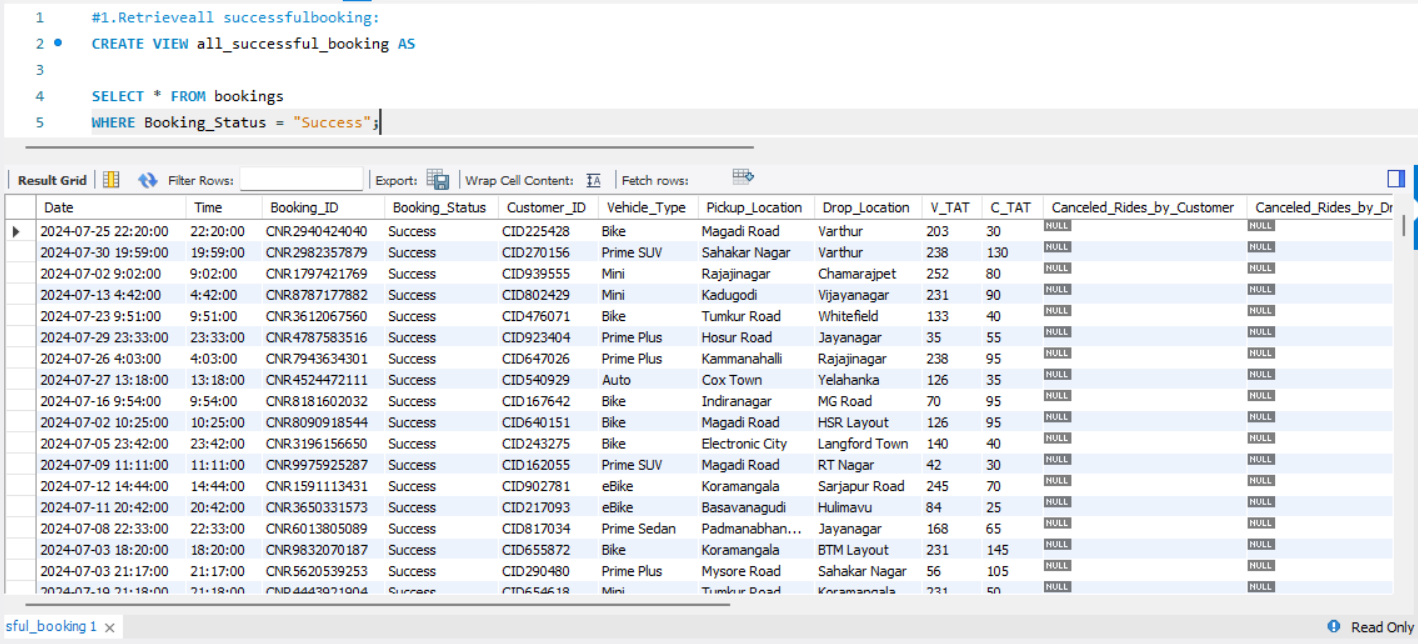 1 #1.Retrieveall successfulbooking:
2 CREATE VIEW all_successful_booking AS
3
4 SELECT * FROM bookings
5 WHERE Booking_Status = "Success";
Result Grid Filter Rows: Export: Wrap Cell Content: Fetch rows:
Date Time Booking_ID Booking_Status Customer_ID Vehicle_Type Pickup_Location Drop_Location V_TAT C_TAT Canceled_Rides_by_Customer Canceled_Rides_by_Dr
2024-07-25 22:20:00 22:20:00 CNR2940424040 Success CID225428 Bike Magadi Road Varthur 203 30 NULL NULL
2024-07-30 19:59:00 19:59:00 CNR2982357879 Success CID270156 Prime SUV Sahakar Nagar Varthur 238 130 NULL NULL
2024-07-02 9:02:00 9:02:00 CNR1797421769 Success CID939555 Mini Rajajinagar Chamarajpet 252 80 NULL NULL
2024-07-13 4:42:00 4:42:00 CNR8787177882 Success CID802429 Mini Kadugodi Vijayanagar 231 90 NULL NULL
2024-07-23 9:51:00 9:51:00 CNR3612067560 Success CID476071 Bike Tumkur Road Whitefield 133 40 NULL NULL
2024-07-29 23:33:00 23:33:00 CNR4787583516 Success CID923404 Prime Plus Hosur Road Jayanagar 35 55 NULL NULL
2024-07-26 4:03:00 4:03:00 CNR7943634301 Success CID647026 Prime Plus Kammanahalli Rajajinagar 238 95 NULL NULL
2024-07-27 13:18:00 13:18:00 CNR4524472111 Success CID540929 Auto Cox Town Yelahanka 126 35 NULL NULL
2024-07-16 9:54:00 9:54:00 CNR8181602032 Success CID167642 Bike Indiranagar MG Road 70 95 NULL NULL
2024-07-02 10:25:00 10:25:00 CNR8090918544 Success CID640151 Bike Magadi Road HSR Layout 126 95 NULL NULL
2024-07-05 23:42:00 23:42:00 CNR3196156650 Success CID243275 Bike Electronic City Langford Town 140 40 NULL NULL
2024-07-09 11:11:00 11:11:00 CNR9975925287 Success CID162055 Prime SUV Magadi Road RT Nagar 42 30 NULL NULL
2024-07-12 14:44:00 14:44:00 CNR1591113431 Success CID902781 eBike Koramangala Sarjapur Road 245 70 NULL NULL
2024-07-11 20:42:00 20:42:00 CNR3650331573 Success CID217093 eBike Basavanagudi Hulimavu 84 25 NULL NULL
2024-07-08 22:33:00 22:33:00 CNR6013805089 Success CID817034 Prime Sedan Padmanabhan... Jayanagar 168 65 NULL NULL
2024-07-03 18:20:00 18:20:00 CNR9832070187 Success CID655872 Bike Koramangala BTM Layout 231 145 NULL NULL
2024-07-03 21:17:00 21:17:00 CNR5620539253 Success CID290480 Prime Plus Mysore Road Sahakar Nagar 56 105 NULL NULL
2024-07-19 21:18:00 21:18:00 CNR4443921904 Success CID654618 Mini Tumkur Road Koramangala 231 50 NULL NULL
sful_booking 1 Read Only